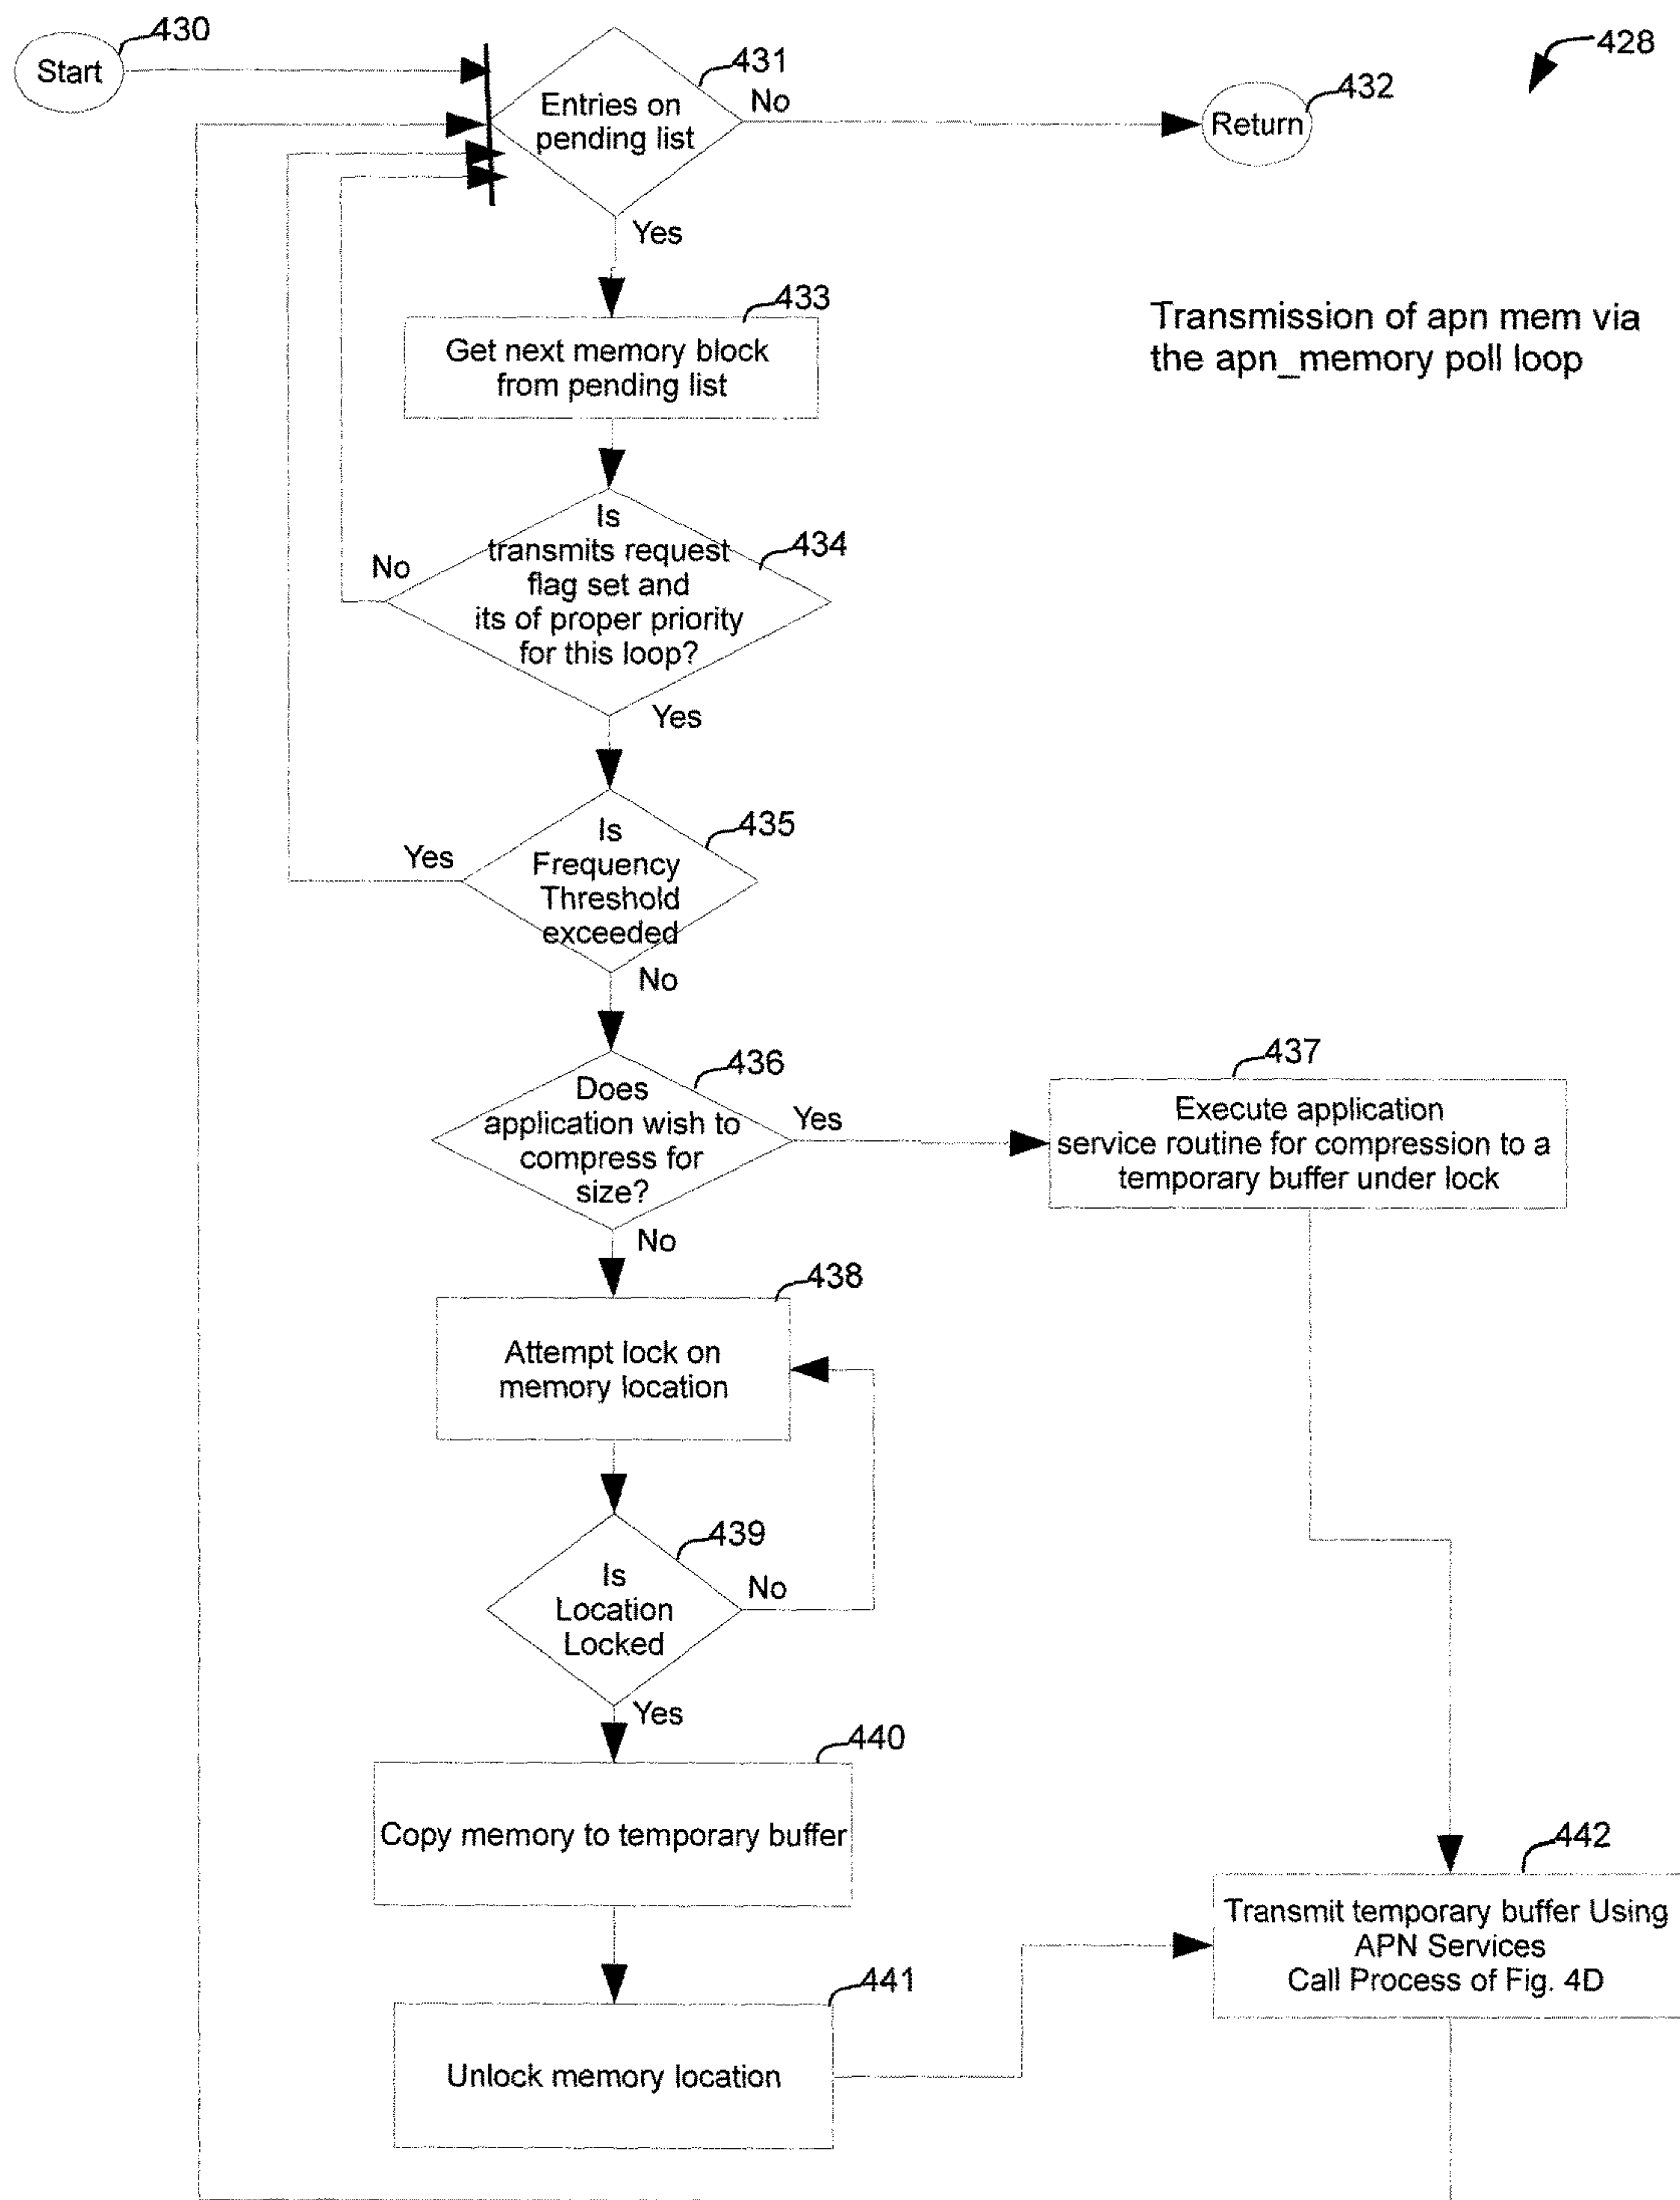 430
Start
428
431
Entries on
pending list
No
432
Return
Yes
433
Get next memory block
from pending list
Transmission of apn mem via
the apn_memory poll loop
Is
transmits request
flag set and
its of proper priority
for this loop?
434
No
Yes
435
Is
Frequency
Threshold
exceeded
Yes
No
436
Does
application wish to
compress for
size?
Yes
437
Execute application
service routine for compression to a
temporary buffer under lock
No
438
Attempt lock on
memory location
439
Is
Location
Locked
No
Yes
440
Copy memory to temporary buffer
442
Transmit temporary buffer Using
APN Services
Call Process of Fig. 4D
441
Unlock memory location